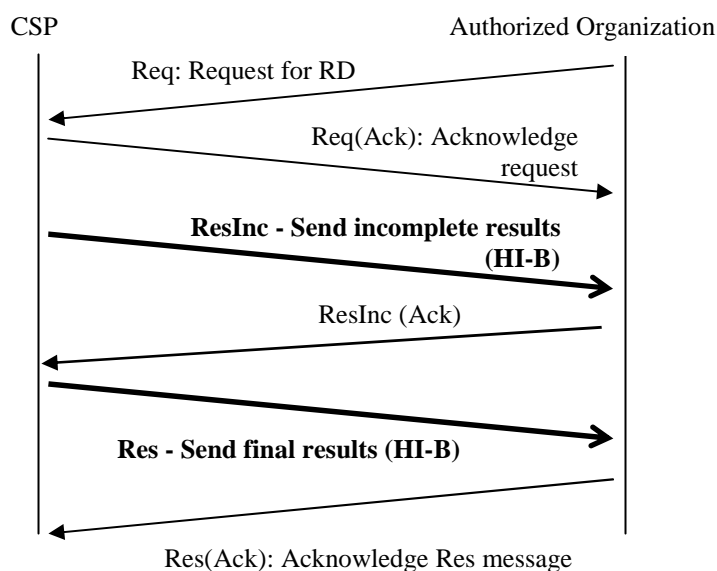 CSP
Authorized Organization
Req: Request for RD
Req(Ack): Acknowledge
request
ResInc - Send incomplete results
(HI-B)
ResInc (Ack)
Res - Send final results (HI-B)
Res(Ack): Acknowledge Res message